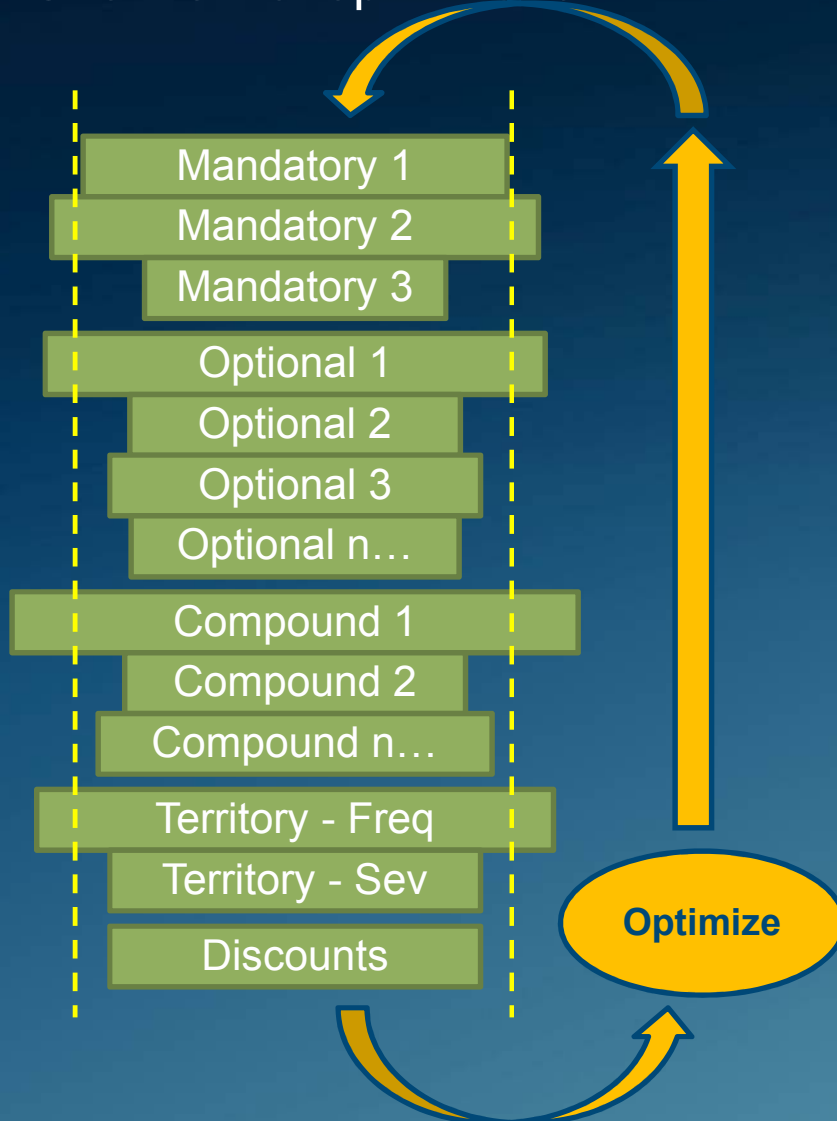 Mandatory 1
Mandatory 2
Mandatory 3
Optional 1
Optional 2
Optional 3
Optional n…
Compound 1
Compound 2
Compound n…
Territory - Freq
Territory - Sev
Discounts
Optimize